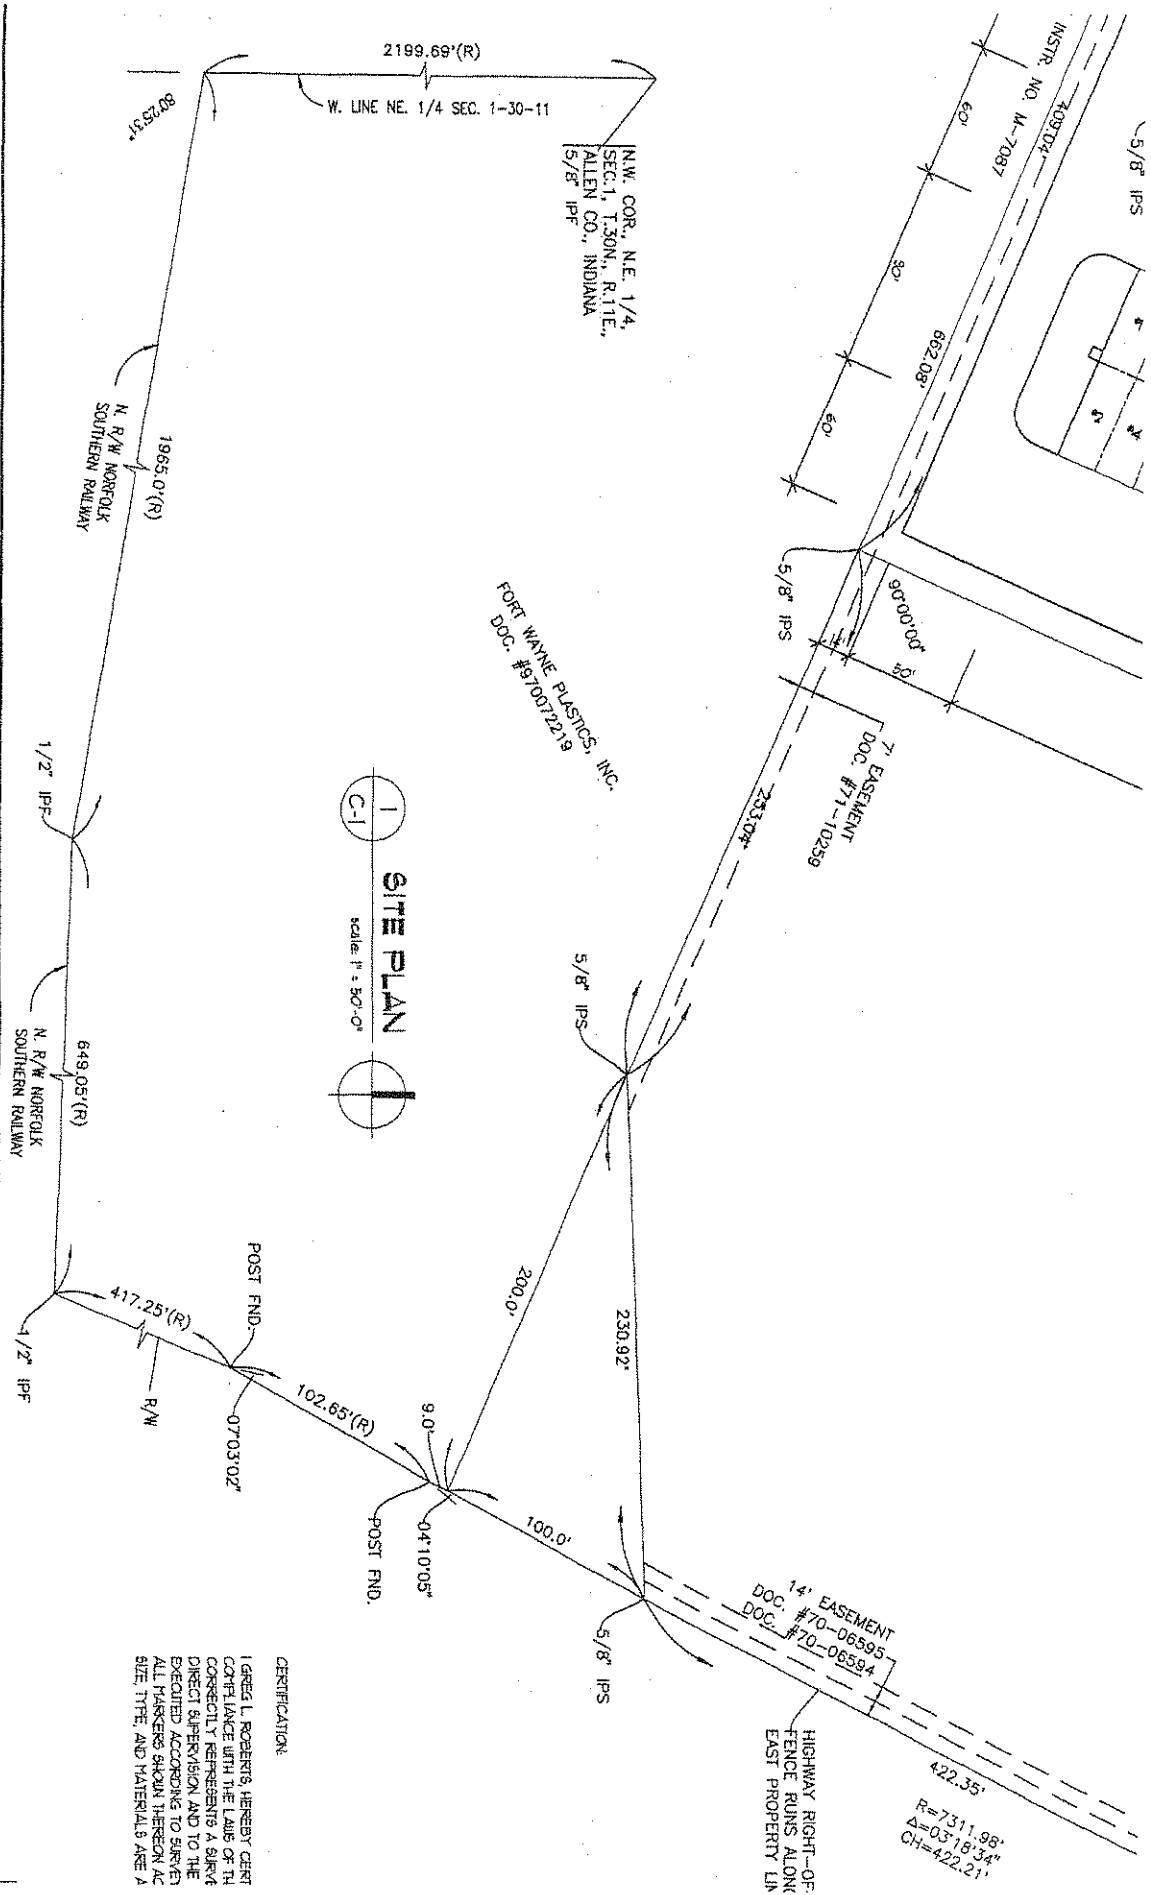 5/8" IPS
INSTR. NO. M-7087
409.04'
60'
90'
60'
662.08'
2199.69'(R)
W. LINE NE. 1/4 SEC. 1-30-11
N.W. COR., N.E. 1/4,
SEC.1, T.30N., R.11E.,
ALLEN CO., INDIANA
5/8" IPF
80°25'31"
5/8" IPS
90°00'00"
50'
7' EASEMENT
DOC. #71-10259
253.04'
FORT WAYNE PLASTICS, INC.
DOC. #970072219
1965.0'(R)
N. R/W NORFOLK
SOUTHERN RAILWAY
1/2" IPF
1
C-1
SITE PLAN
scale: 1" = 50'-0"
5/8" IPS
649.05'(R)
N. R/W NORFOLK
SOUTHERN RAILWAY
200.0'
230.92'
1/2" IPF
417.25'(R)
R/W
POST FND.
07°03'02"
102.65'(R)
9.0'
POST FND.
04°10'05"
100.0'
5/8" IPS
14' EASEMENT
DOC. #70-06595
DOC. #70-06594
HIGHWAY RIGHT-OF-
FENCE RUNS ALONG
EAST PROPERTY LIN
422.35'
R=7311.98'
Δ=03°18'34"
CH=422.21'
CERTIFICATION:
I GREG L. ROBERTS, HEREBY CERT
COMPLIANCE WITH THE LAWS OF TH
CORRECTLY REPRESENTS A SURVE
DIRECT SUPERVISION AND TO THE
EXECUTED ACCORDING TO SURVEY
ALL MARKERS SHOWN THEREON AC
SIZE, TYPE, AND MATERIALS ARE A